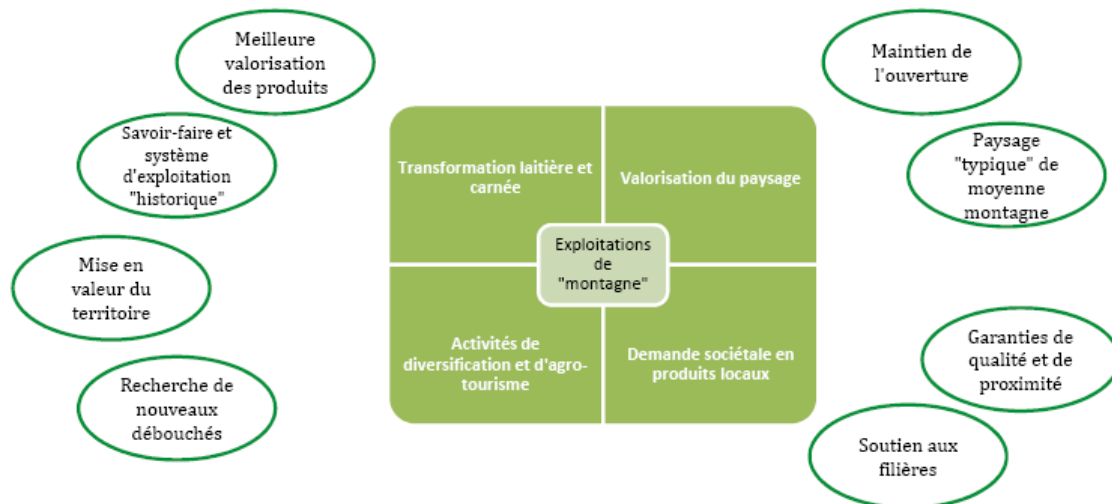 Meilleure
valorisation
des produits
Savoir-faire et
système
d'exploitation
"historique"
Mise en
valeur du
territoire
Recherche de
nouveaux
débouchés
Transformation laitière et
carnée
Valorisation du paysage
Exploitations
de
"montagne"
Activités de
diversification et d'agro-
tourisme
Demande sociétale en
produits locaux
Maintien de
l'ouverture
Paysage
"typique" de
moyenne
montagne
Garanties de
qualité et de
proximité
Soutien aux
filières